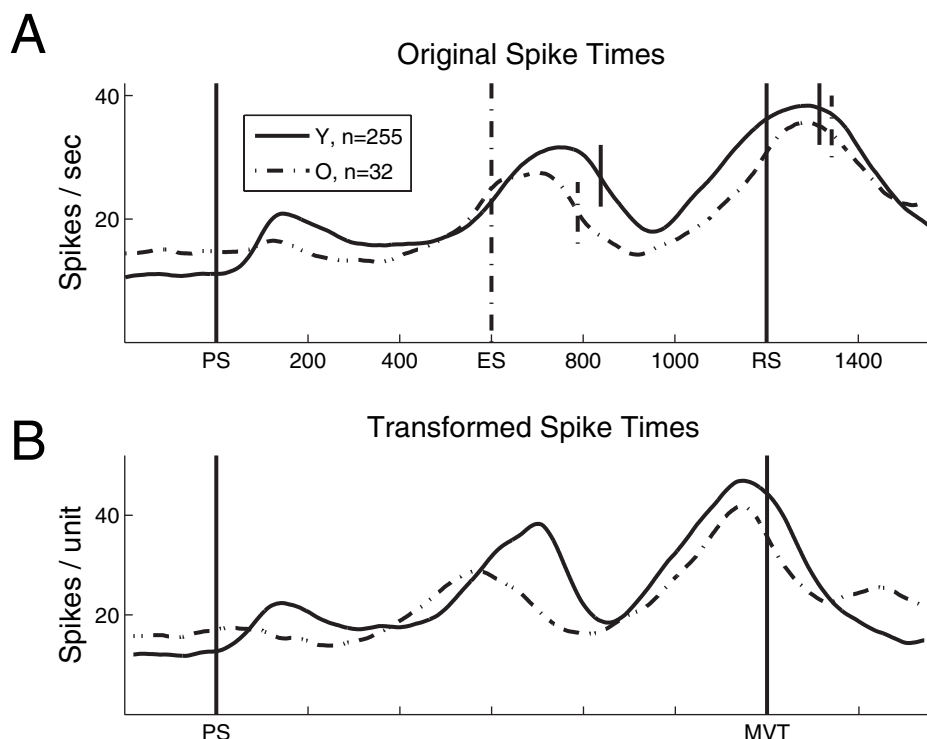 A
Original Spike Times
Spikes / sec
40
20
Y, n=255
O, n=32
PS 200 400 ES 800 1000 RS 1400
B
Transformed Spike Times
Spikes / unit
40
20
PS MVT